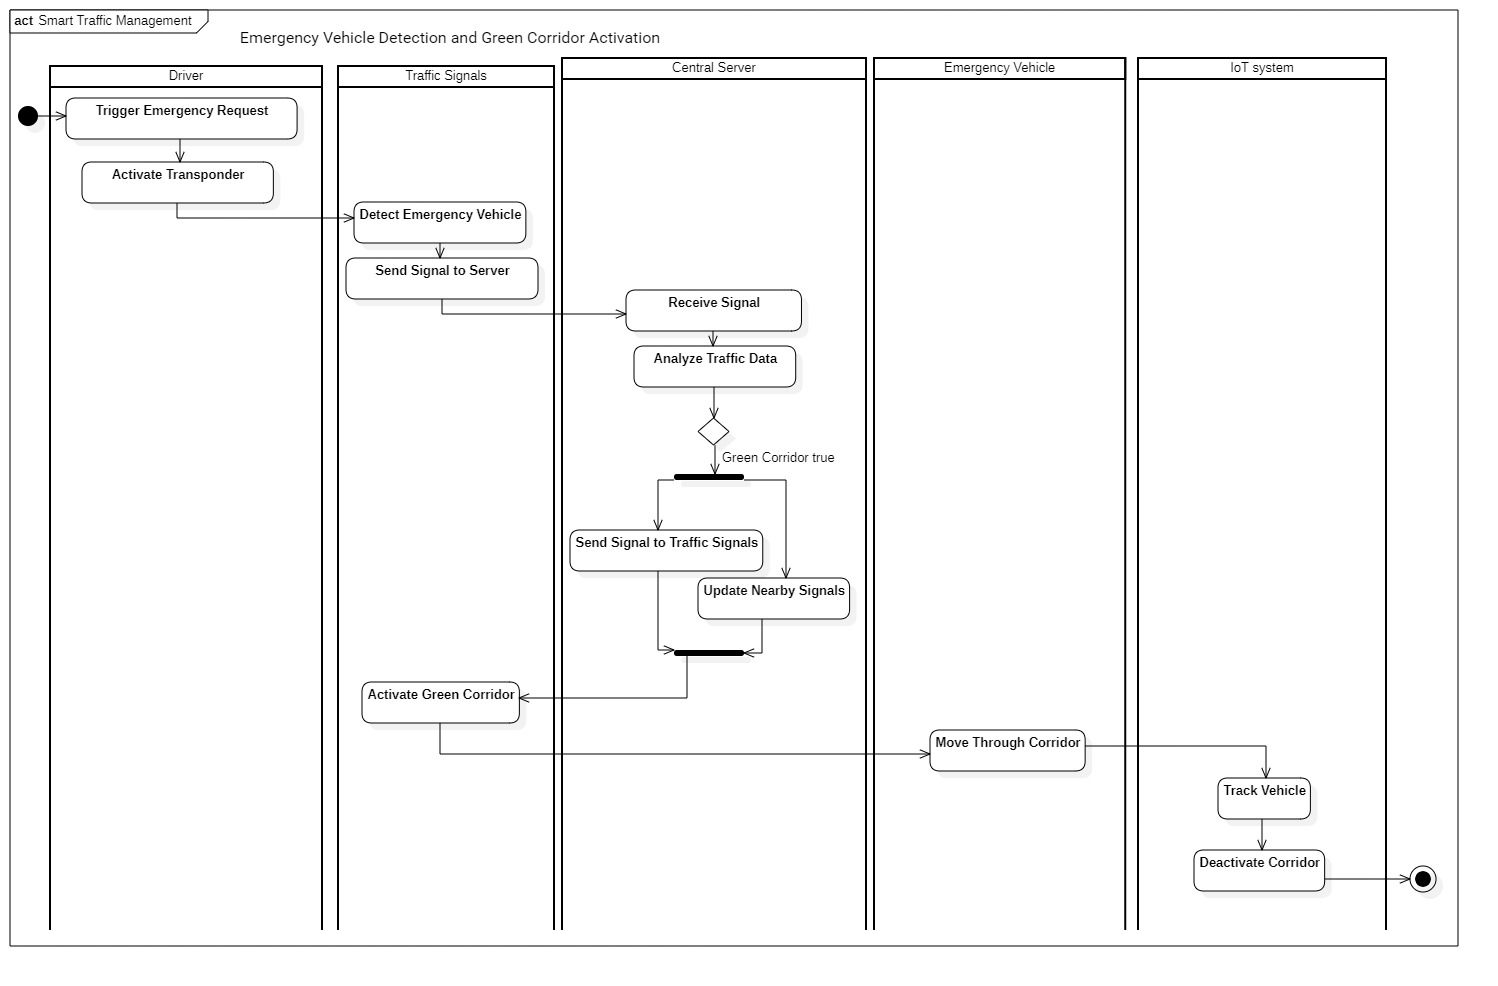 act Smart Traffic Management
Emergency Vehicle Detection and Green Corridor Activation
Driver
Traffic Signals
Central Server
Emergency Vehicle
IoT system
Trigger Emergency Request
Activate Transponder
Detect Emergency Vehicle
Send Signal to Server
Receive Signal
Analyze Traffic Data
Green Corridor true
Send Signal to Traffic Signals
Update Nearby Signals
Activate Green Corridor
Move Through Corridor
Track Vehicle
Deactivate Corridor